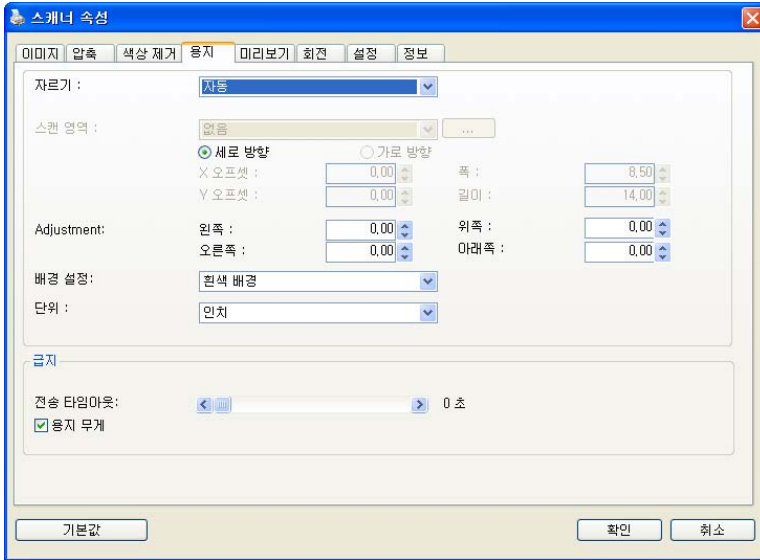 스캐너 속성
이미지 압축 색상 제거 용지 미리보기 회전 설정 정보
자르기 : 자동
스캔 영역 : 없음 ...
세로 방향 가로 방향
X 오프셋 : 0,00 폭 : 8,50
Y 오프셋 : 0,00 길이 : 14,00
Adjustment: 왼쪽 : 0,00 위쪽 : 0,00
오른쪽 : 0,00 아래쪽 : 0,00
배경 설정: 흰색 배경
단위 : 인치
급지
전송 타임아웃: 0 초
용지 무게
기본값 확인 취소